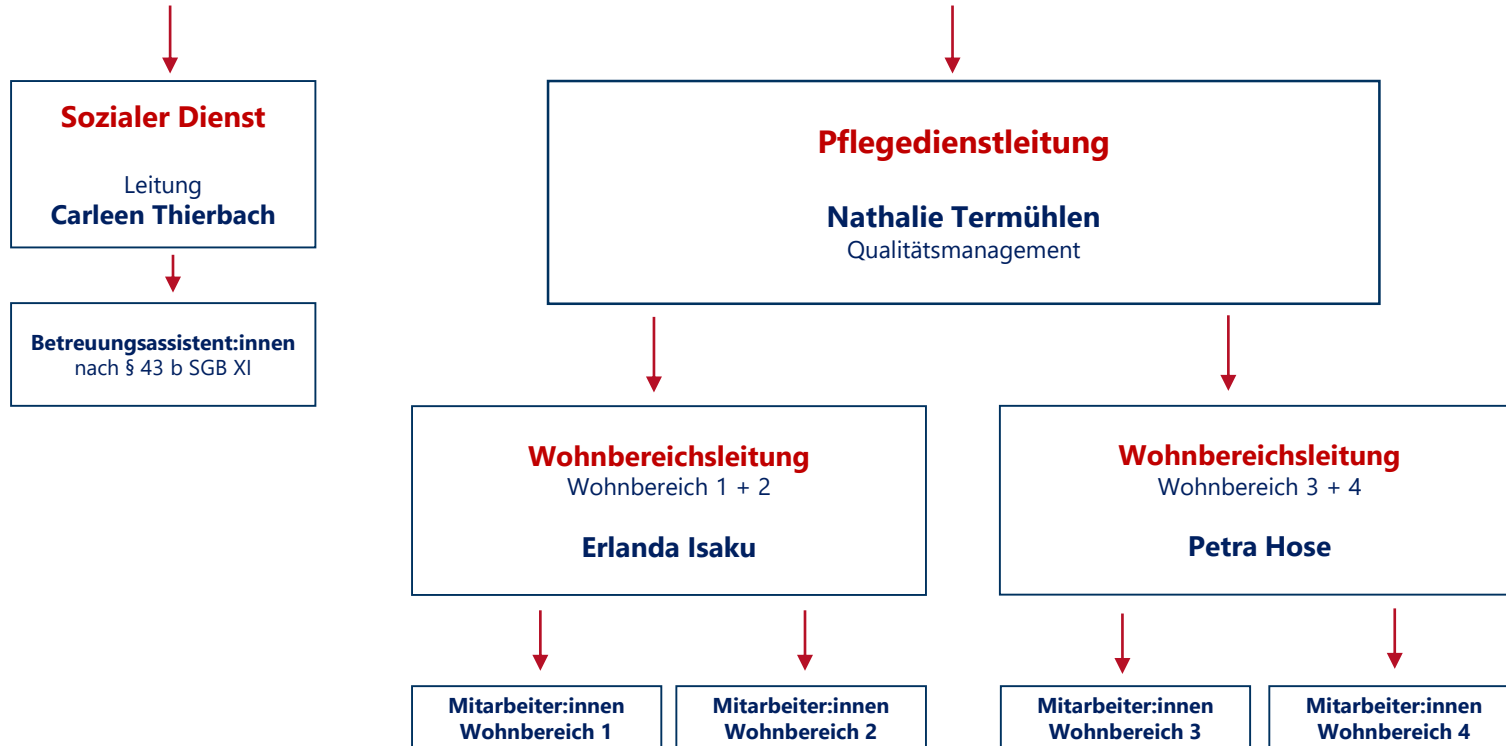 Sozialer Dienst
Leitung
Carleen Thierbach
Betreuungsassistent:innen
nach § 43 b SGB XI
Pflegedienstleitung
Nathalie Termühlen
Qualitätsmanagement
Wohnbereichsleitung
Wohnbereich 1 + 2
Erlanda Isaku
Wohnbereichsleitung
Wohnbereich 3 + 4
Petra Hose
Mitarbeiter:innen
Wohnbereich 1
Mitarbeiter:innen
Wohnbereich 2
Mitarbeiter:innen
Wohnbereich 3
Mitarbeiter:innen
Wohnbereich 4